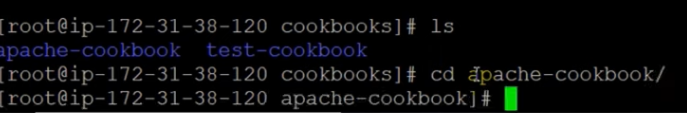 [root@ip-172-31-38-120 cookbooks]# ls
apache-cookbook  test-cookbook
[root@ip-172-31-38-120 cookbooks]# cd apache-cookbook/
[root@ip-172-31-38-120 apache-cookbook]#